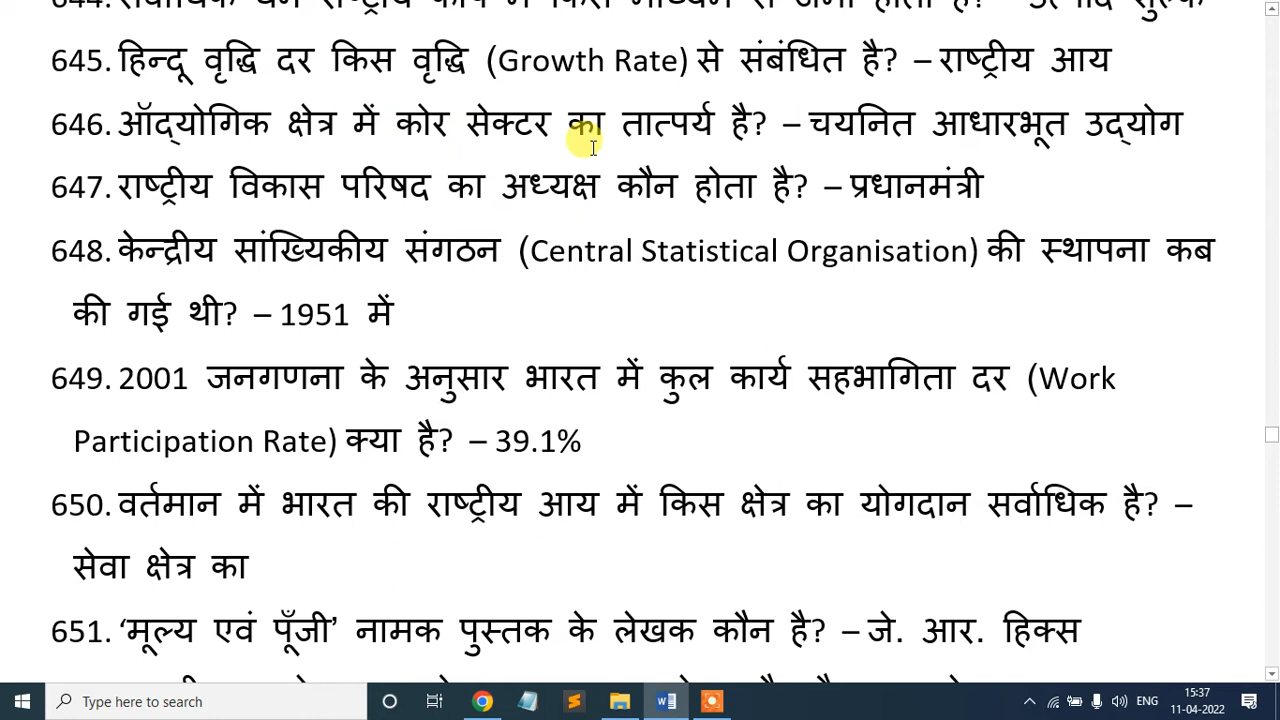 645. हिन्दू वृद्धि दर किस वृद्धि (Growth Rate) से संबंधित है? – राष्ट्रीय आय
646. ऑद्योगिक क्षेत्र में कोर सेक्टर का तात्पर्य है? – चयनित आधारभूत उद्योग
647. राष्ट्रीय विकास परिषद का अध्यक्ष कौन होता है? – प्रधानमंत्री
648. केन्द्रीय सांख्यिकीय संगठन (Central Statistical Organisation) की स्थापना कब
की गई थी? – 1951 में
649. 2001 जनगणना के अनुसार भारत में कुल कार्य सहभागिता दर (Work
Participation Rate) क्या है? – 39.1%
650. वर्तमान में भारत की राष्ट्रीय आय में किस क्षेत्र का योगदान सर्वाधिक है? –
सेवा क्षेत्र का
651. ‘मूल्य एवं पूँजी’ नामक पुस्तक के लेखक कौन है? – जे. आर. हिक्स
Type here to search
ENG
15:37
11-04-2022